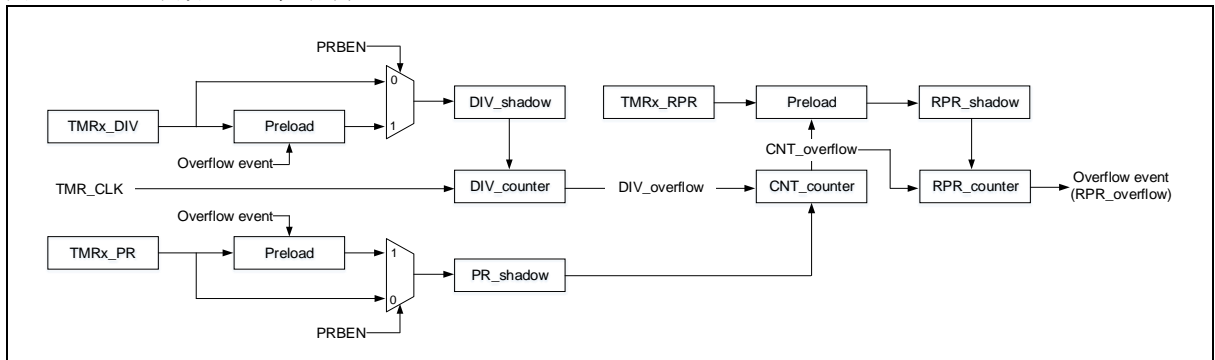 PRBEN
0
DIV_shadow
TMRx_RPR
Preload
RPR_shadow
TMRx_DIV
Preload
1
Overflow event
CNT_overflow
TMR_CLK
DIV_counter
DIV_overflow
CNT_counter
RPR_counter
Overflow event
(RPR_overflow)
Overflow event
TMRx_PR
Preload
1
PR_shadow
0
PRBEN